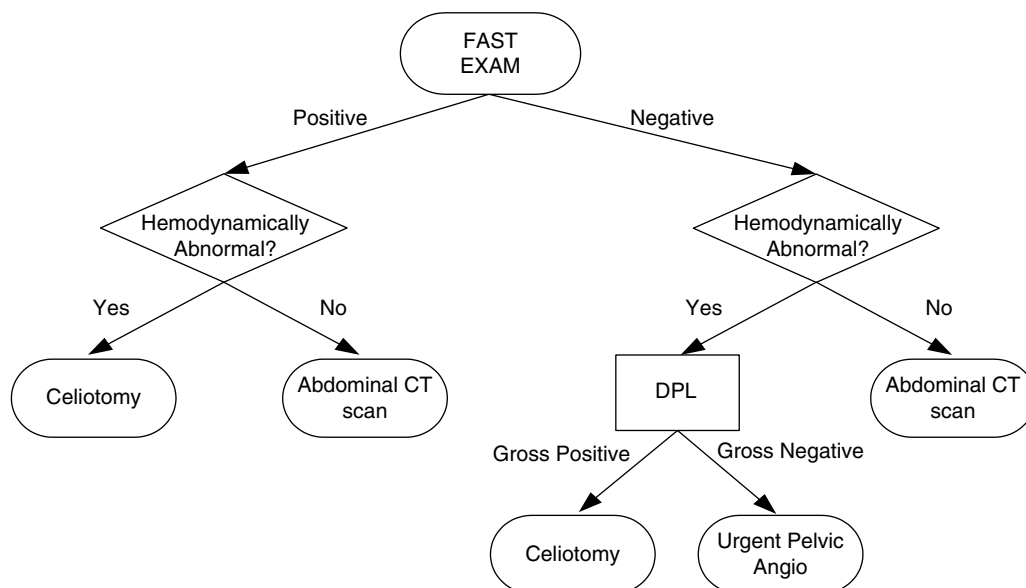 FAST
EXAM
Positive
Negative
Hemodynamically
Abnormal?
Hemodynamically
Abnormal?
Yes
No
Yes
No
Celiotomy
Abdominal CT
scan
DPL
Abdominal CT
scan
Gross Positive
Gross Negative
Celiotomy
Urgent Pelvic
Angio